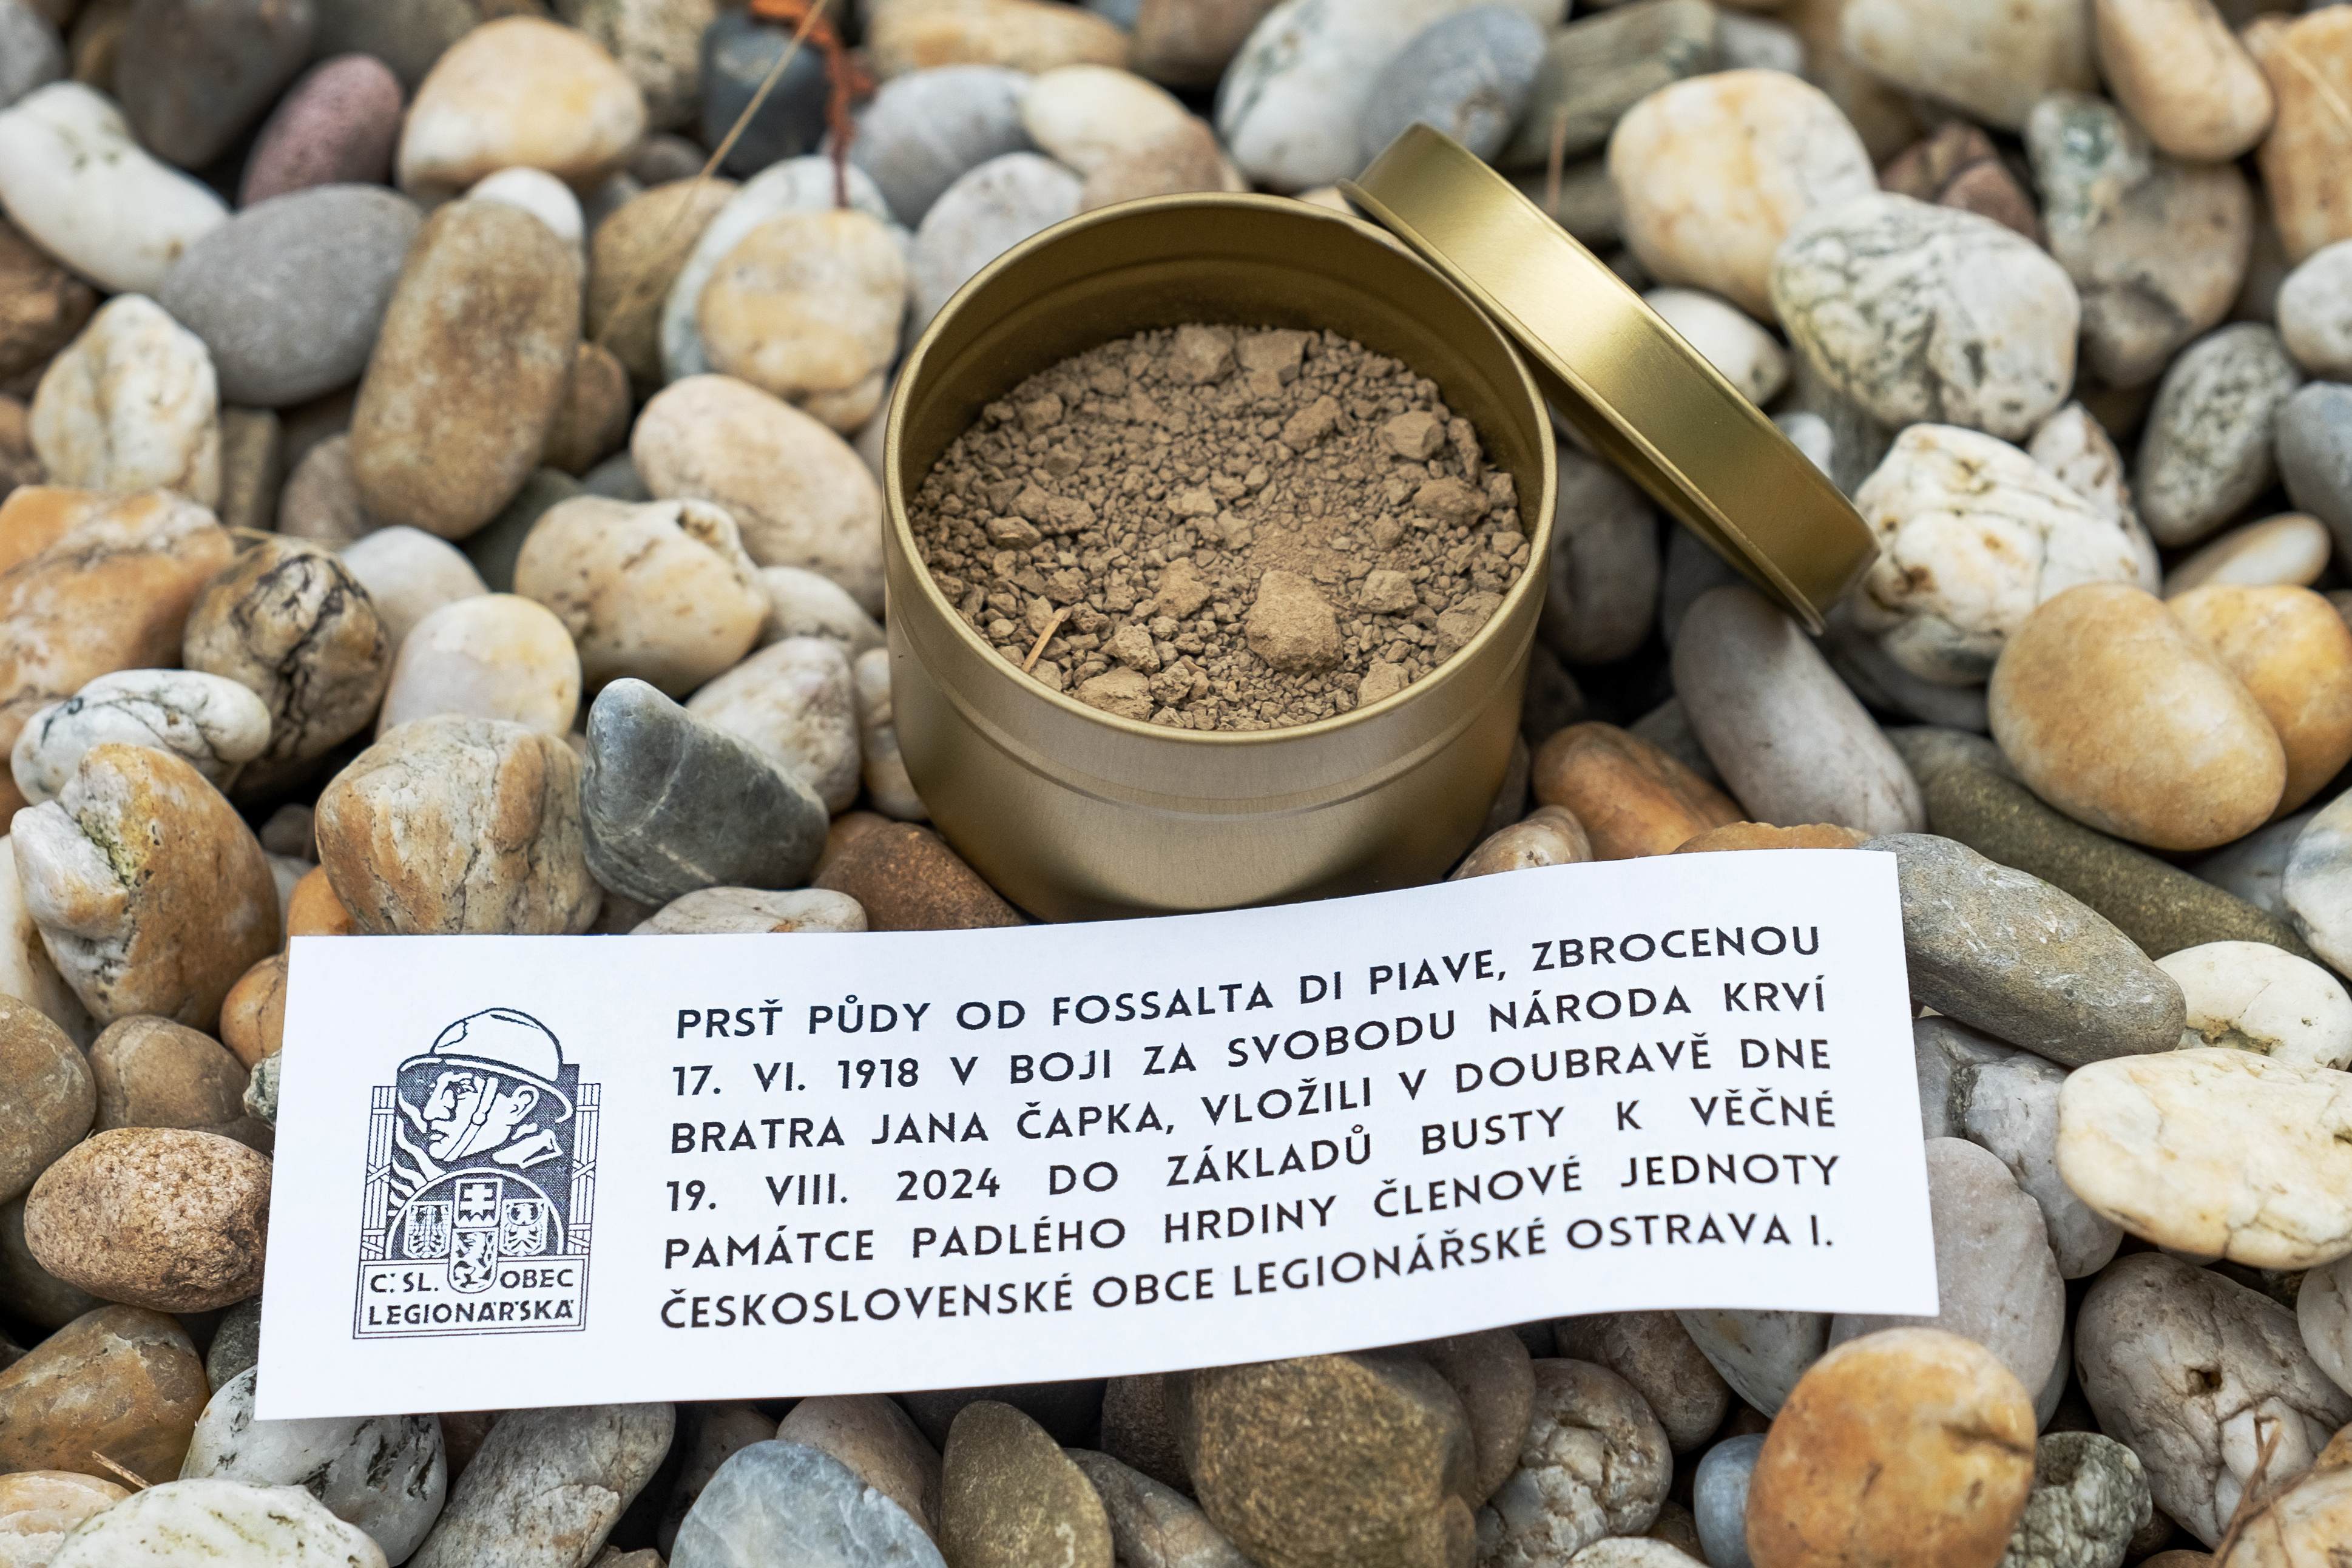 PRSŤ PŮDY OD FOSSALTA DI PIAVE, ZBROCENOU
17. VI. 1918 V BOJI ZA SVOBODU NÁRODA KRVÍ
BRATRA JANA ČAPKA, VLOŽILI V DOUBRAVĚ DNE
19. VIII. 2024 DO ZÁKLADŮ BUSTY K VĚČNÉ
PAMÁTCE PADLÉHO HRDINY ČLENOVÉ JEDNOTY
ČESKOSLOVENSKÉ OBCE LEGIONÁŘSKÉ OSTRAVA I.
Č. SL. OBEC
LEGIONÁŘSKÁ